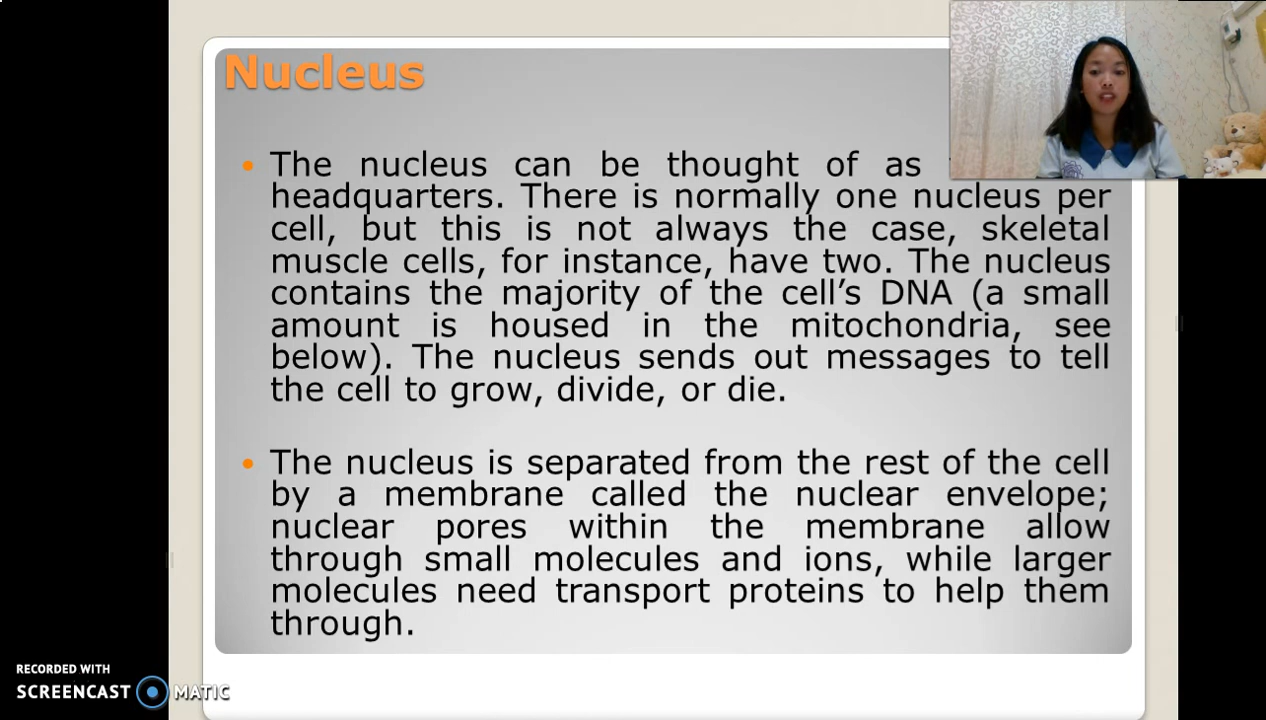 Nucleus
• The nucleus can be thought of as
headquarters. There is normally one nucleus per
cell, but this is not always the case, skeletal
muscle cells, for instance, have two. The nucleus
contains the majority of the cell’s DNA (a small
amount is housed in the mitochondria, see
below). The nucleus sends out messages to tell
the cell to grow, divide, or die.
• The nucleus is separated from the rest of the cell
by a membrane called the nuclear envelope;
nuclear pores within the membrane allow
through small molecules and ions, while larger
molecules need transport proteins to help them
through.
RECORDED WITH
SCREENCAST MATIC